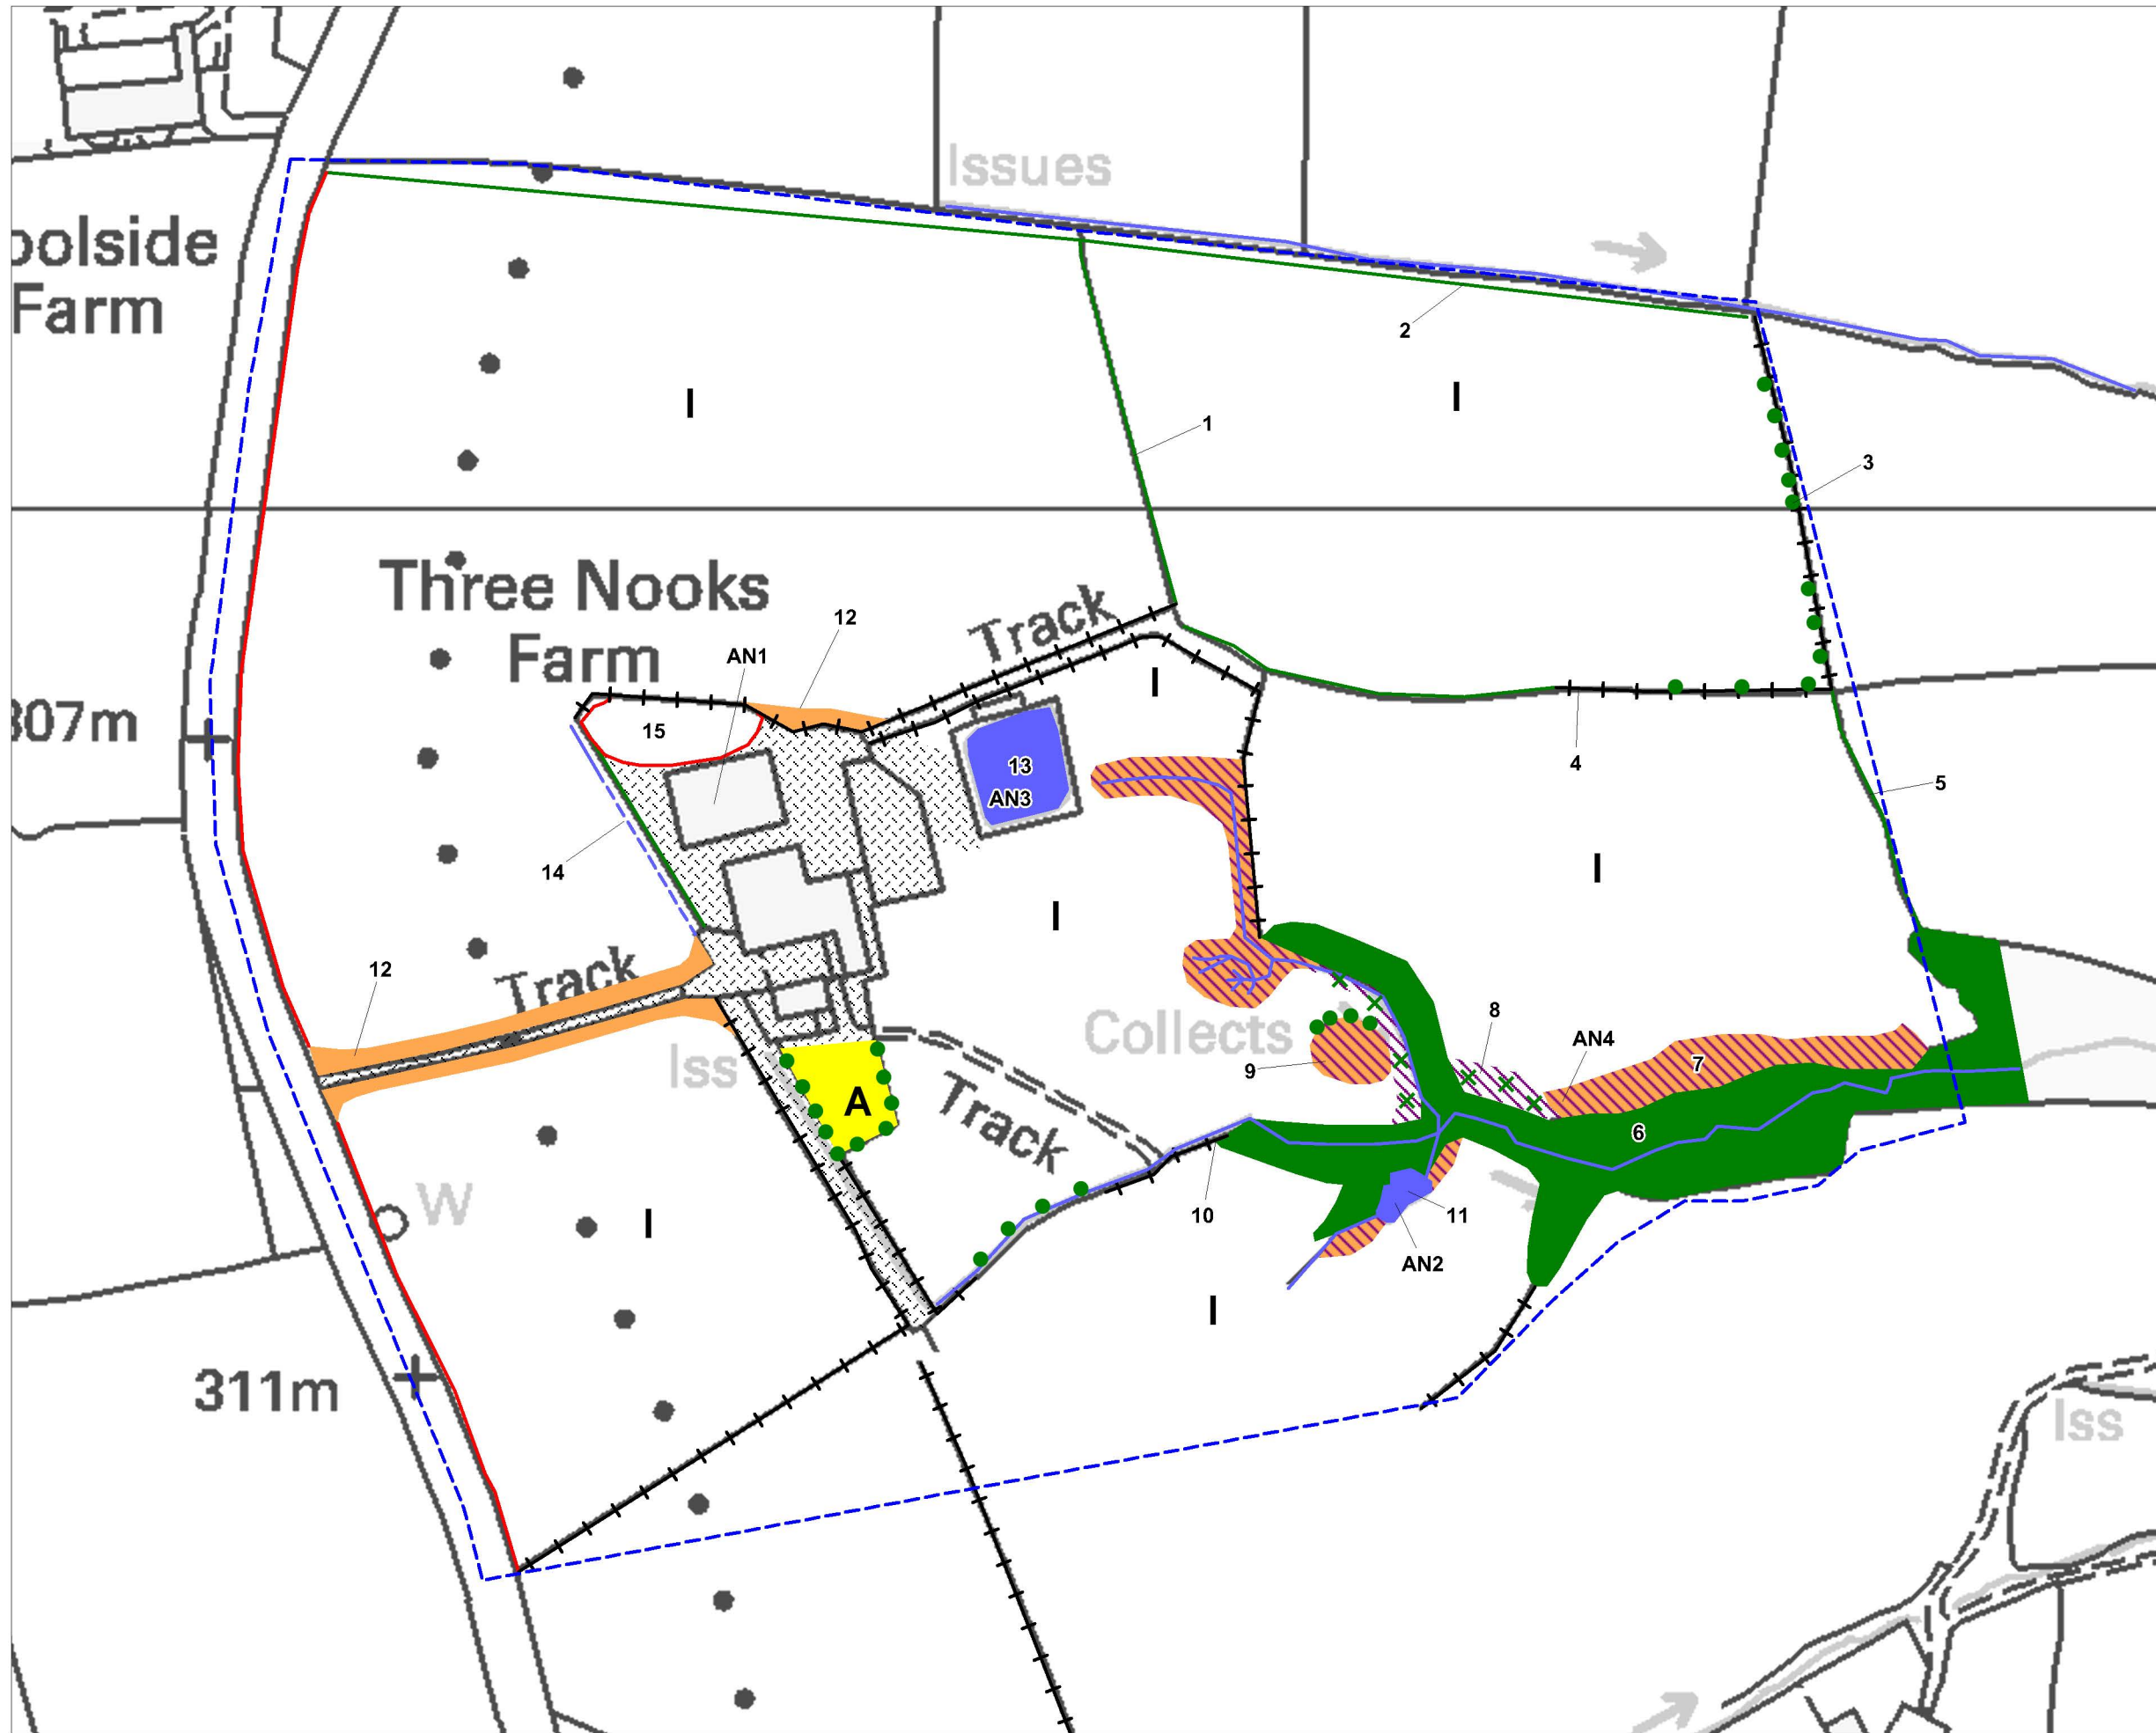 Issues
oolside
Farm
2
I
I
1
3
Three Nooks
Farm
Track
12
AN1
I
15
307m
13
AN3
4
5
14
I
I
Track
12
Collects
8
AN4
7
9
Iss
A
Track
6
W
I
10
11
AN2
I
311m
Iss